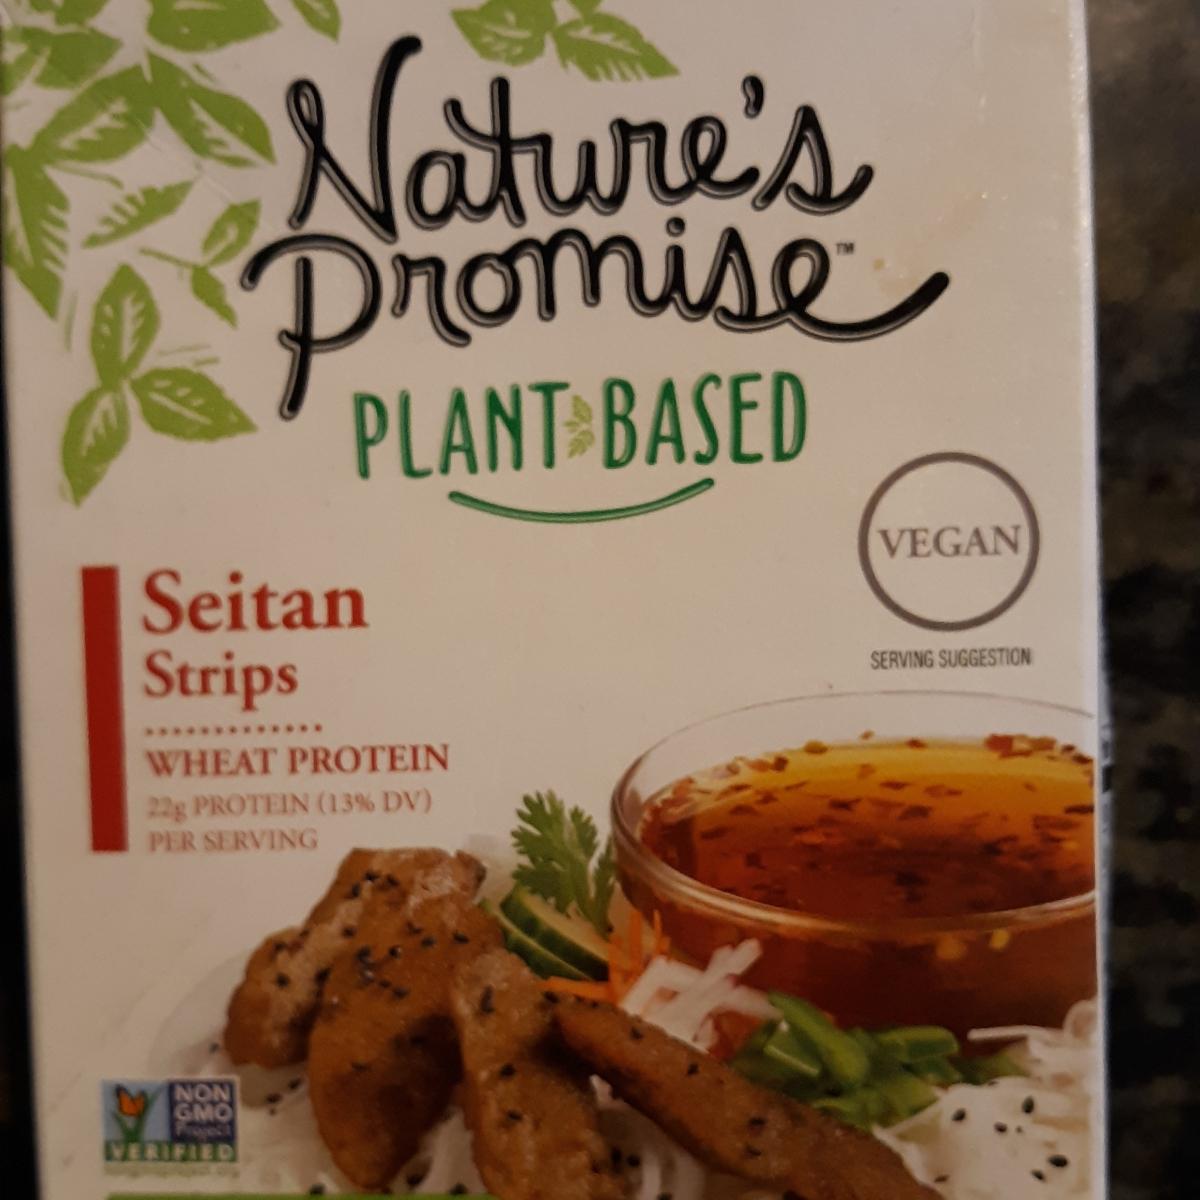 Nature's
Promise™
PLANT BASED
VEGAN
SERVING SUGGESTION
Seitan
Strips
WHEAT PROTEIN
22g PROTEIN (13% DV)
PER SERVING
NON
GMO
Project
VERIFIED